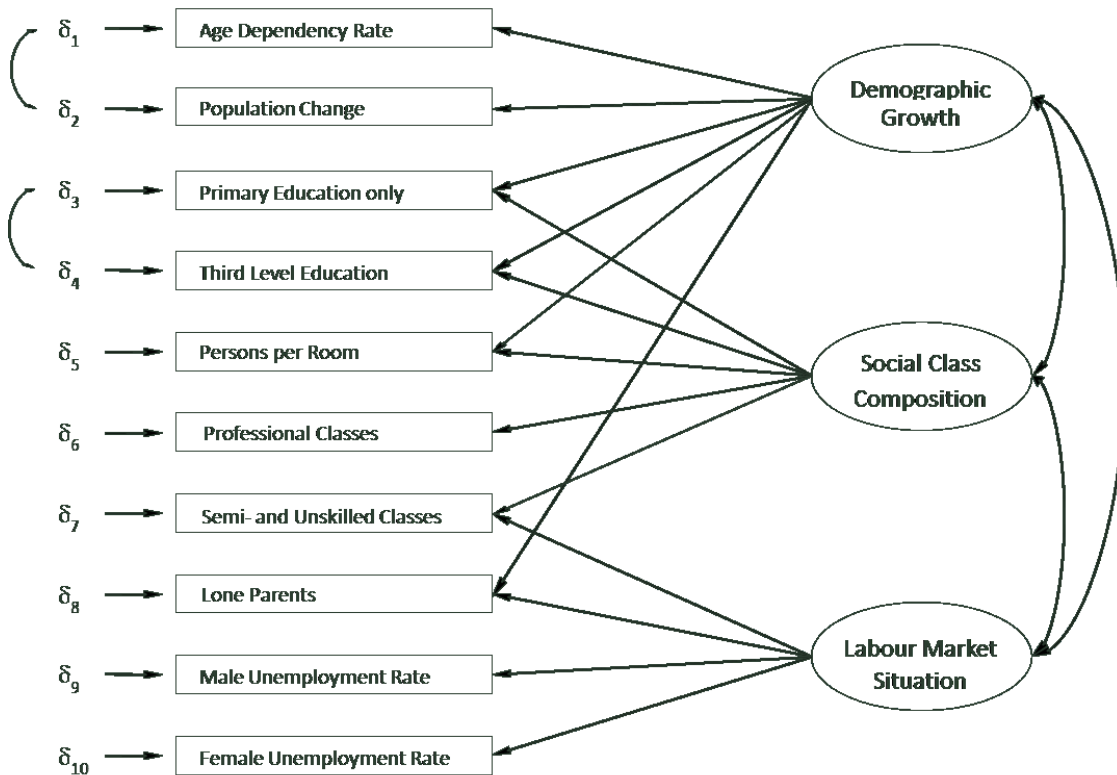 δ1 Age Dependency Rate
δ2 Population Change
δ3 Primary Education only
δ4 Third Level Education
δ5 Persons per Room
δ6 Professional Classes
δ7 Semi- and Unskilled Classes
δ8 Lone Parents
δ9 Male Unemployment Rate
δ10 Female Unemployment Rate
Demographic
Growth
Social Class
Composition
Labour Market
Situation